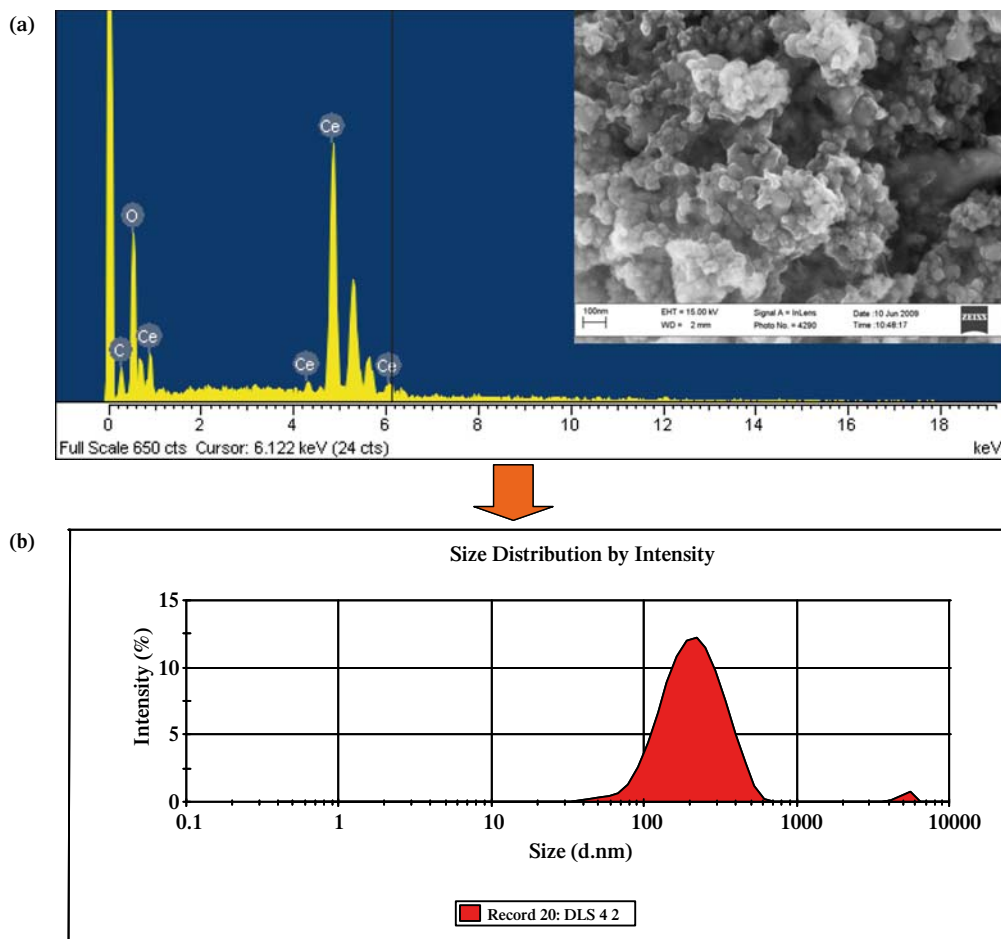 (a)
Ce
O
Ce
C
Ce
Ce
100nm
EHT = 15.00 kV
Signal A = InLens
Date :10 Jun 2009
WD = 2 mm
Photo No. = 4290
Time :10:48:17
ZEISS
0 2 4 6 8 10 12 14 16 18
Full Scale 650 cts Cursor: 6.122 keV (24 cts)
keV
(b)
Size Distribution by Intensity
Intensity (%)
15
10
5
0
0.1 1 10 100 1000 10000
Size (d.nm)
Record 20: DLS 4 2